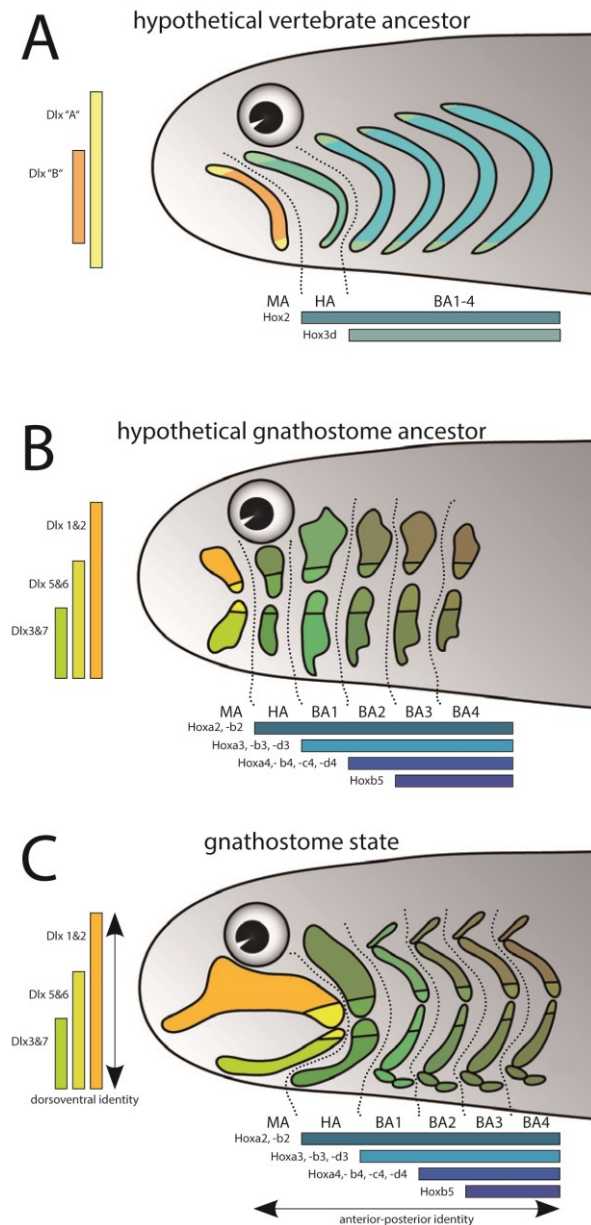 A
hypothetical vertebrate ancestor
Dlx "A"
Dlx "B"
MA HA BA1-4
Hox2
Hox3d
B
hypothetical gnathostome ancestor
Dlx 1&2
Dlx 5&6
Dlx3&7
MA HA BA1 BA2 BA3 BA4
Hoxa2, -b2
Hoxa3, -b3, -d3
Hoxa4,- b4, -c4, -d4
Hoxb5
C
gnathostome state
Dlx 1&2
Dlx 5&6
Dlx3&7
dorsoventral identity
MA HA BA1 BA2 BA3 BA4
Hoxa2, -b2
Hoxa3, -b3, -d3
Hoxa4,- b4, -c4, -d4
Hoxb5
anterior-posterior identity